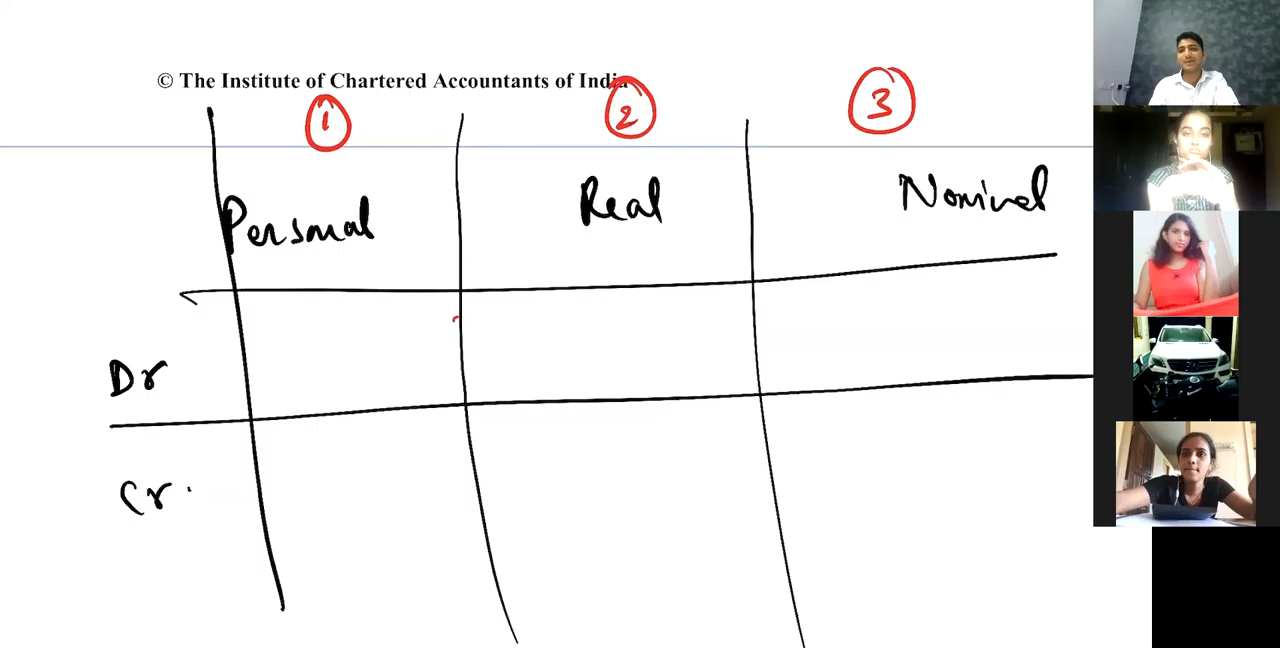 © The Institute of Chartered Accountants of India
1 2 3
Personal Real Nominal
Dr
Cr.